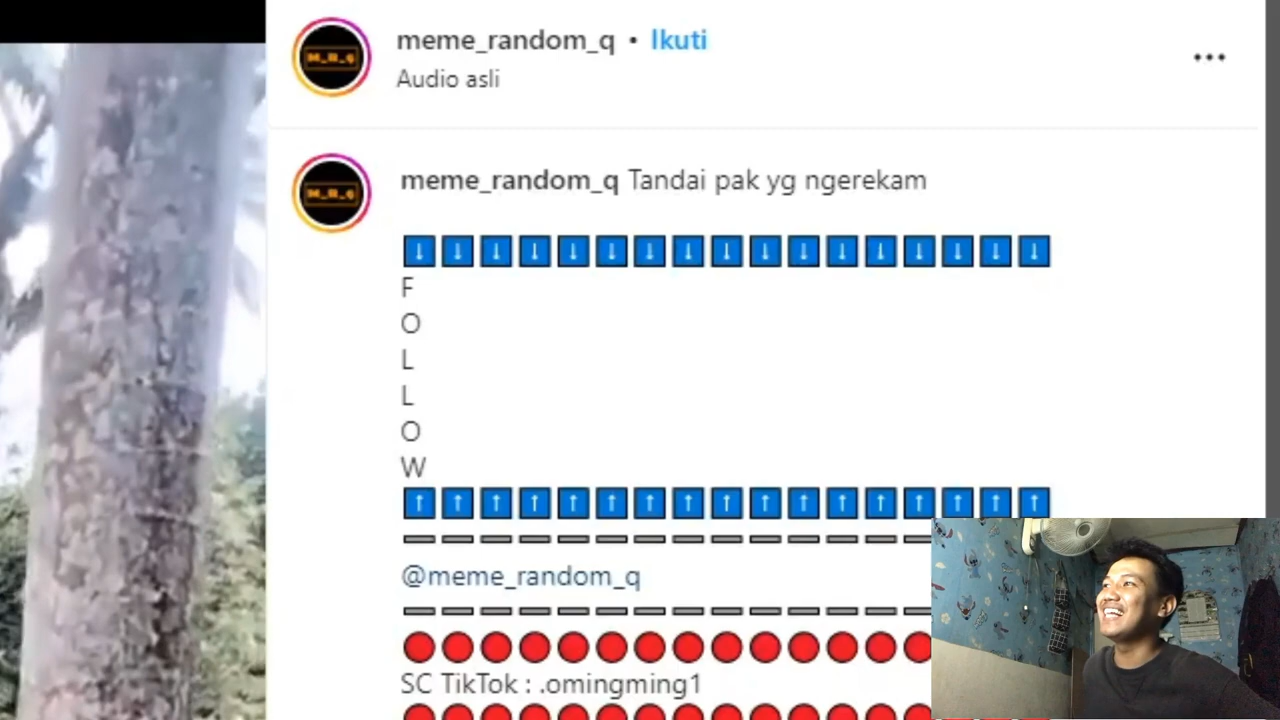 meme_random_q • Ikuti
Audio asli
meme_random_q Tandai pak yg ngerekam
F
O
L
L
O
W
@meme_random_q
SC TikTok : .omingming1